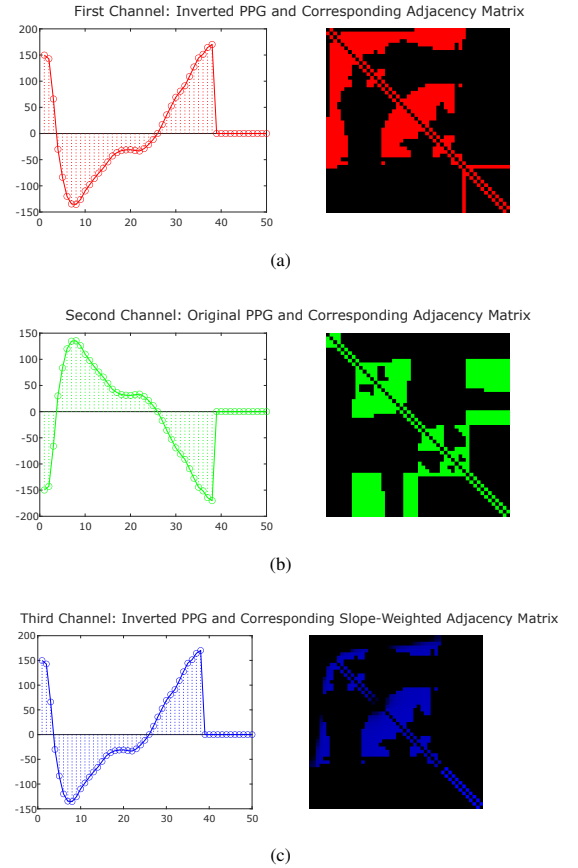 First Channel: Inverted PPG and Corresponding Adjacency Matrix
200
150
100
50
0
-50
-100
-150
0 10 20 30 40 50
(a)
Second Channel: Original PPG and Corresponding Adjacency Matrix
150
100
50
0
-50
-100
-150
-200
0 10 20 30 40 50
(b)
Third Channel: Inverted PPG and Corresponding Slope-Weighted Adjacency Matrix
200
150
100
50
0
-50
-100
-150
0 10 20 30 40 50
(c)